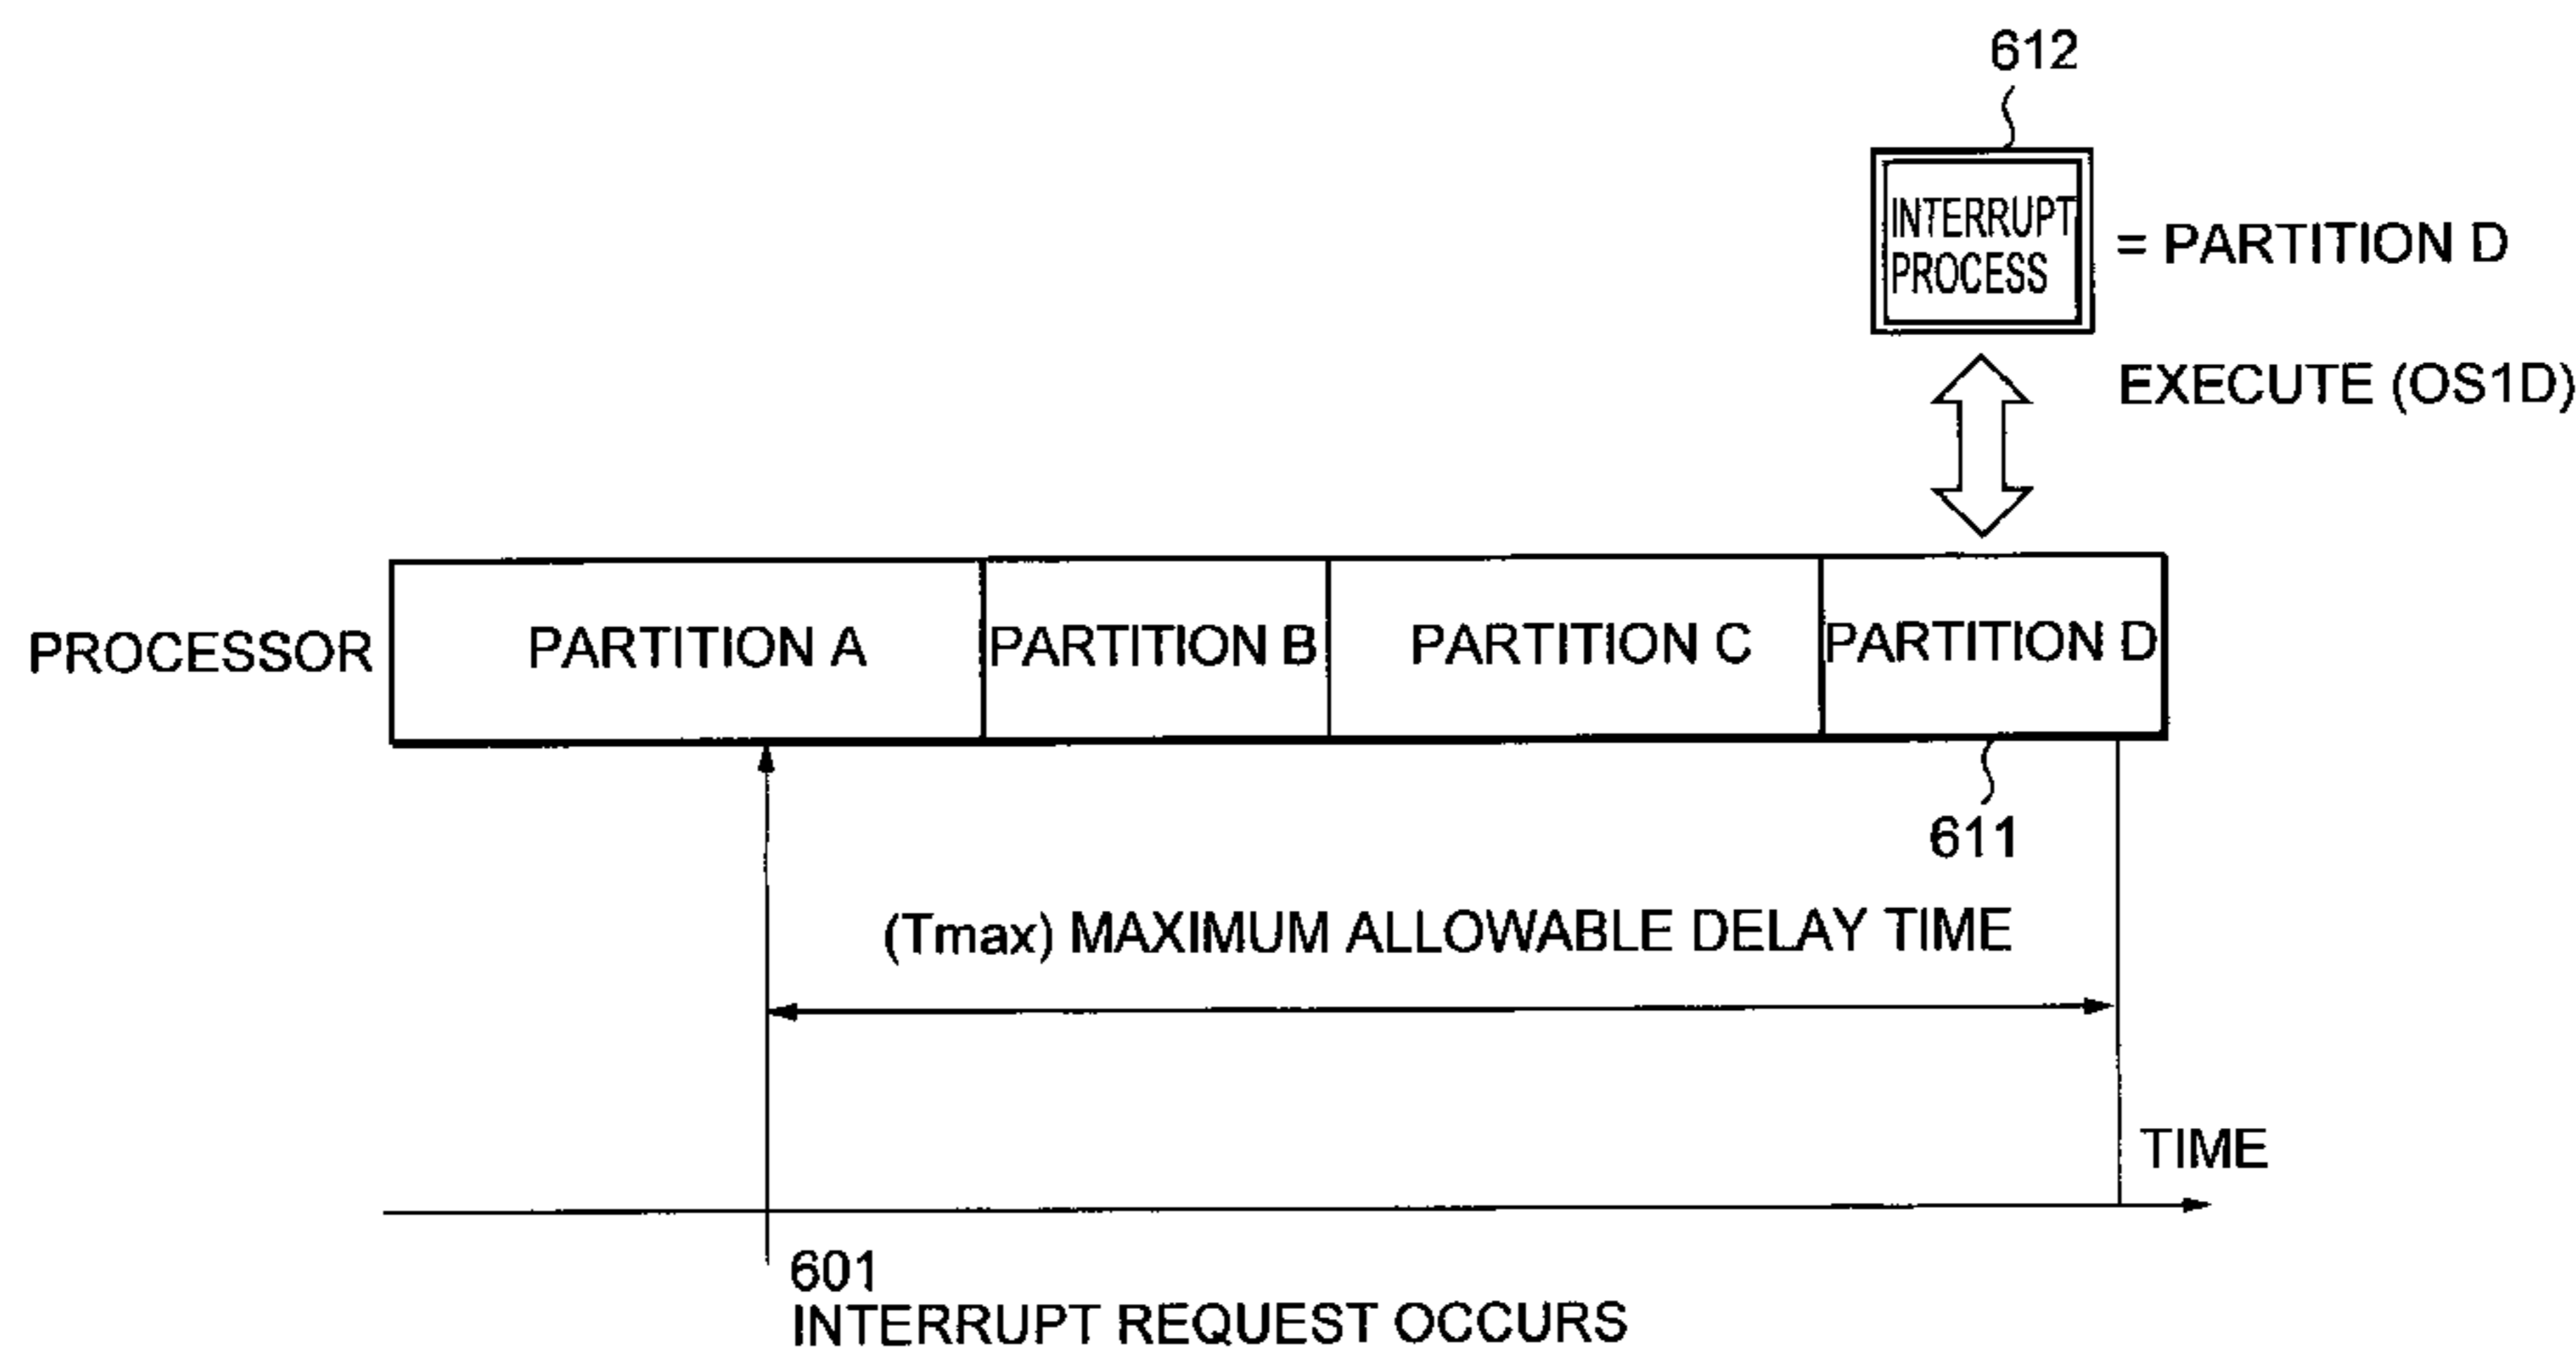 612
INTERRUPT
PROCESS
= PARTITION D
EXECUTE (OS1D)
PROCESSOR
PARTITION A
PARTITION B
PARTITION C
PARTITION D
611
(Tmax) MAXIMUM ALLOWABLE DELAY TIME
TIME
601
INTERRUPT REQUEST OCCURS